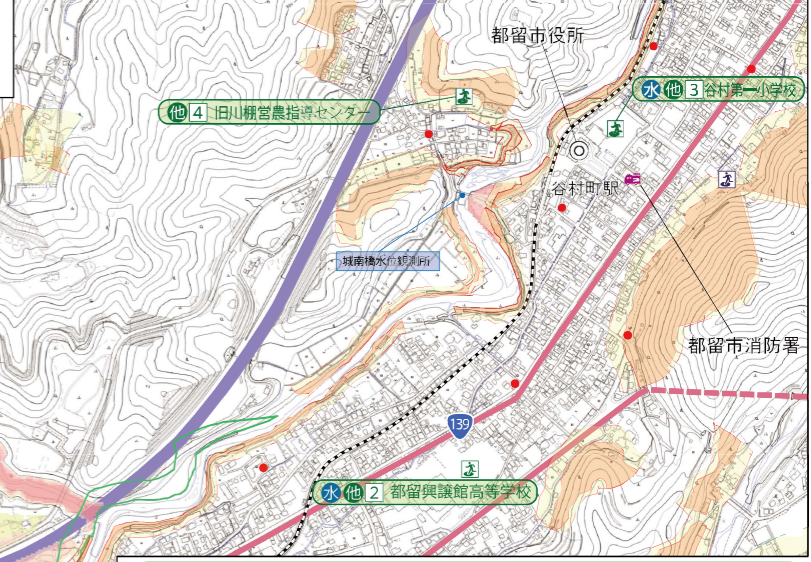 都留市役所
水 他 3 谷村第一小学校
他 4 旧川棚営農指導センター
谷村町駅
城南橋水位観測所
都留市消防署
139
水 他 2 都留興譲館高等学校